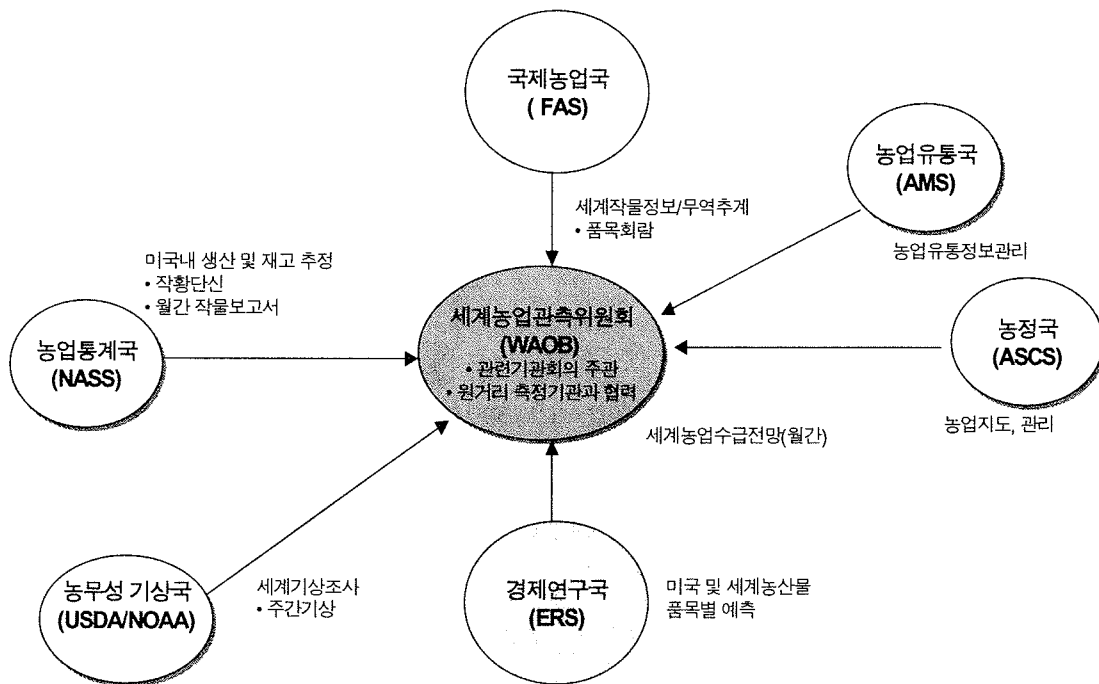 국제농업국
( FAS)
농업유통국
(AMS)
세계작물정보/무역추계
• 품목회람
농업유통정보관리
미국내 생산 및 재고 추정
• 작황단신
• 월간 작물보고서
세계농업관측위원회
(WAOB)
• 관련기관회의 주관
• 원거리 측정기관과 협력
농업통계국
(NASS)
농정국
(ASCS)
세계농업수급전망(월간)
농업지도, 관리
농무성 기상국
(USDA/NOAA)
세계기상조사
• 주간기상
경제연구국
(ERS)
미국 및 세계농산물
품목별 예측